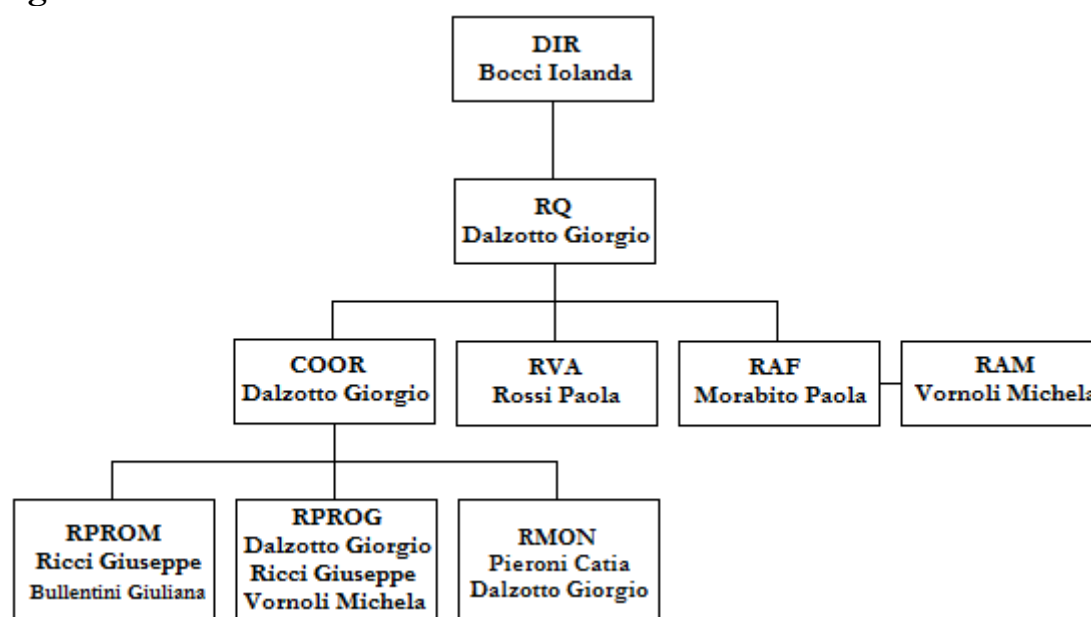 DIR
Bocci Iolanda
RQ
Dalzotto Giorgio
COOR
Dalzotto Giorgio
RVA
Rossi Paola
RAF
Morabito Paola
RAM
Vornoli Michela
RPROM
Ricci Giuseppe
Bullentini Giuliana
RPROG
Dalzotto Giorgio
Ricci Giuseppe
Vornoli Michela
RMON
Pieroni Catia
Dalzotto Giorgio